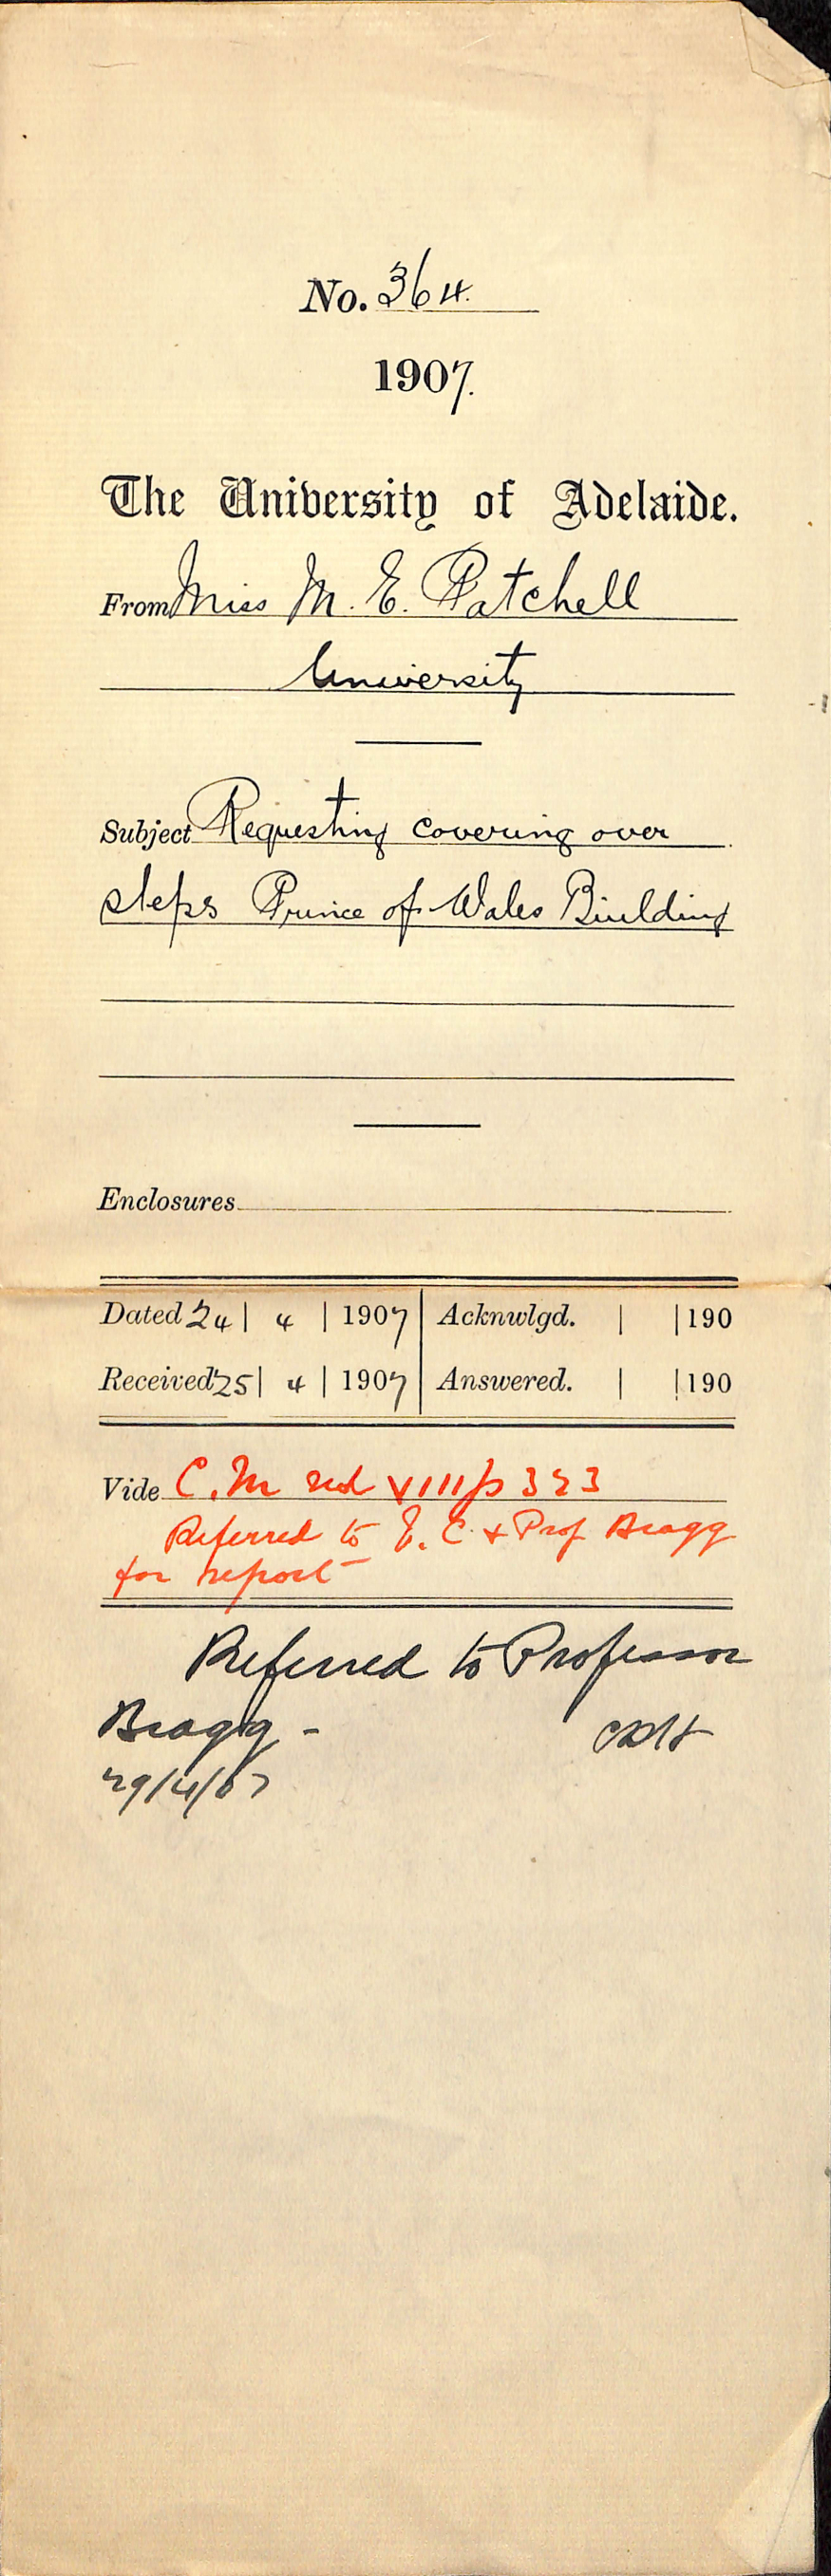 No. 364.
1907.
The University of Adelaide.
From Miss M. E. Patchell
University
Subject Requesting covering over
steps Prince of Wales Building
Enclosures
Dated 24 | 4 | 1907 | Acknwlgd. | | 190
Received 25 | 4 | 1907 | Answered. | | 190
Vide C.M VIII p 323
Referred to E. C. + Prof Bragg
for report
Referred to Professor
Bragg -
29/4/07